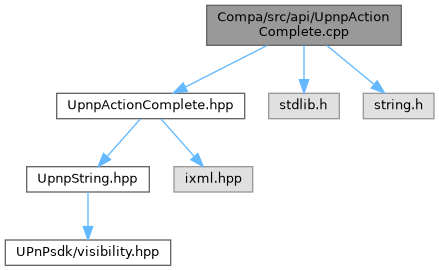 Compa/src/api/UpnpAction
Complete.cpp
UpnpActionComplete.hpp
stdlib.h
string.h
UpnpString.hpp
ixml.hpp
UPnPsdk/visibility.hpp